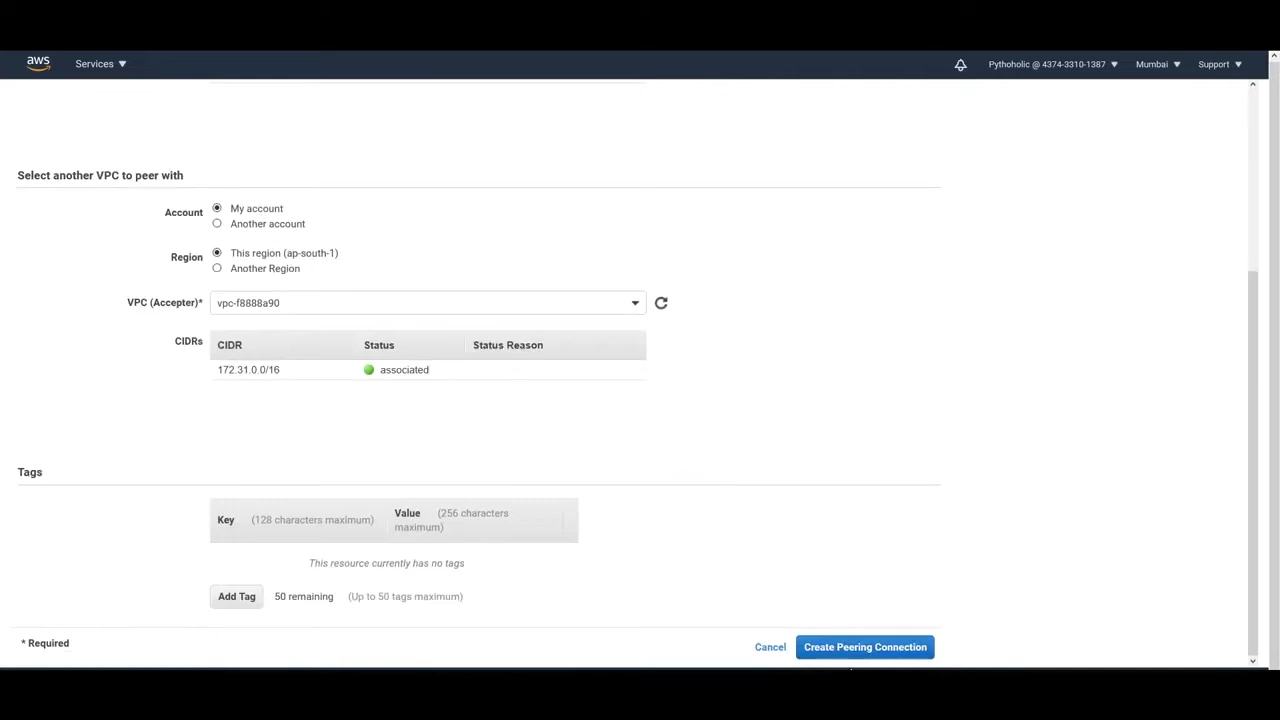 aws Services Pythoholic @ 4374-3310-1387 Mumbai Support
Select another VPC to peer with
Account My account
Another account
Region This region (ap-south-1)
Another Region
VPC (Accepter)* vpc-f8888a90
CIDRs CIDR Status Status Reason
172.31.0.0/16 associated
Tags
Key (128 characters maximum) Value (256 characters maximum)
This resource currently has no tags
Add Tag 50 remaining (Up to 50 tags maximum)
* Required Cancel Create Peering Connection